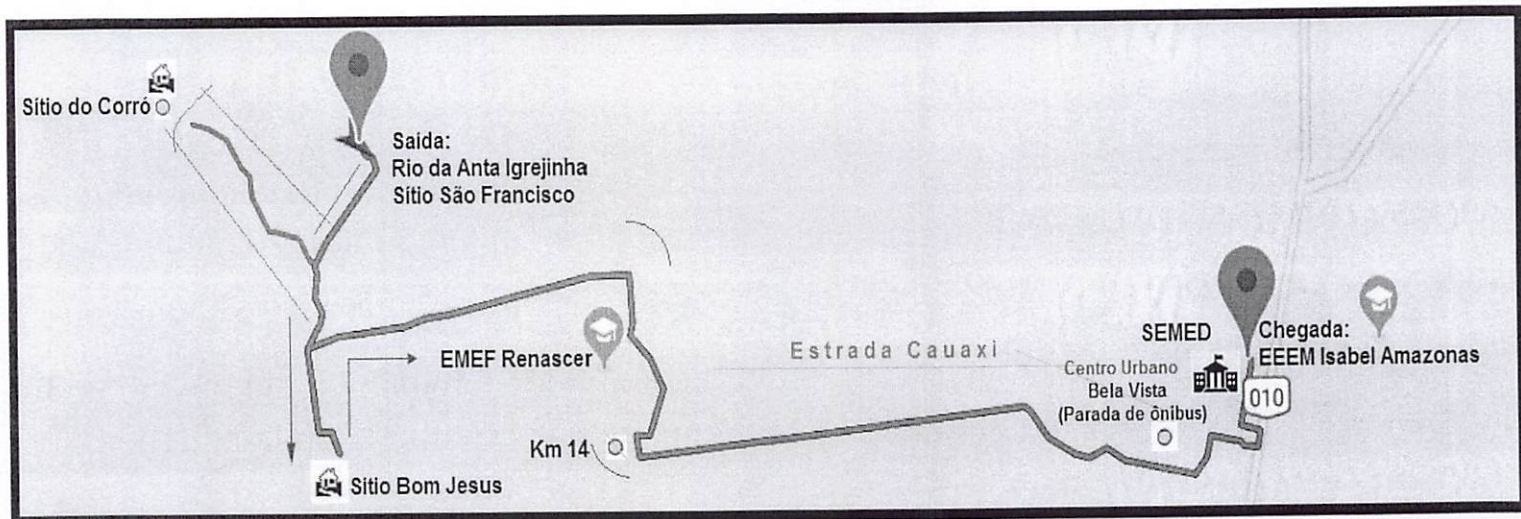 Sítio do Corró
Saida:
Rio da Anta Igrejinha
Sítio São Francisco
EMEF Renascer
Estrada Cauaxi
SEMED
Chegada:
EEEM Isabel Amazonas
Centro Urbano
Bela Vista
(Parada de ônibus)
010
Km 14
Sitio Bom Jesus